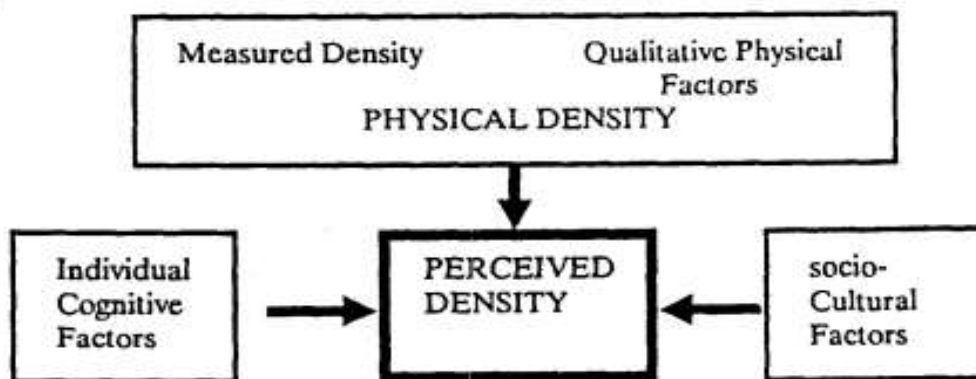 Measured Density
Qualitative Physical
Factors
PHYSICAL DENSITY
Individual
Cognitive
Factors
PERCEIVED
DENSITY
socio-
Cultural
Factors